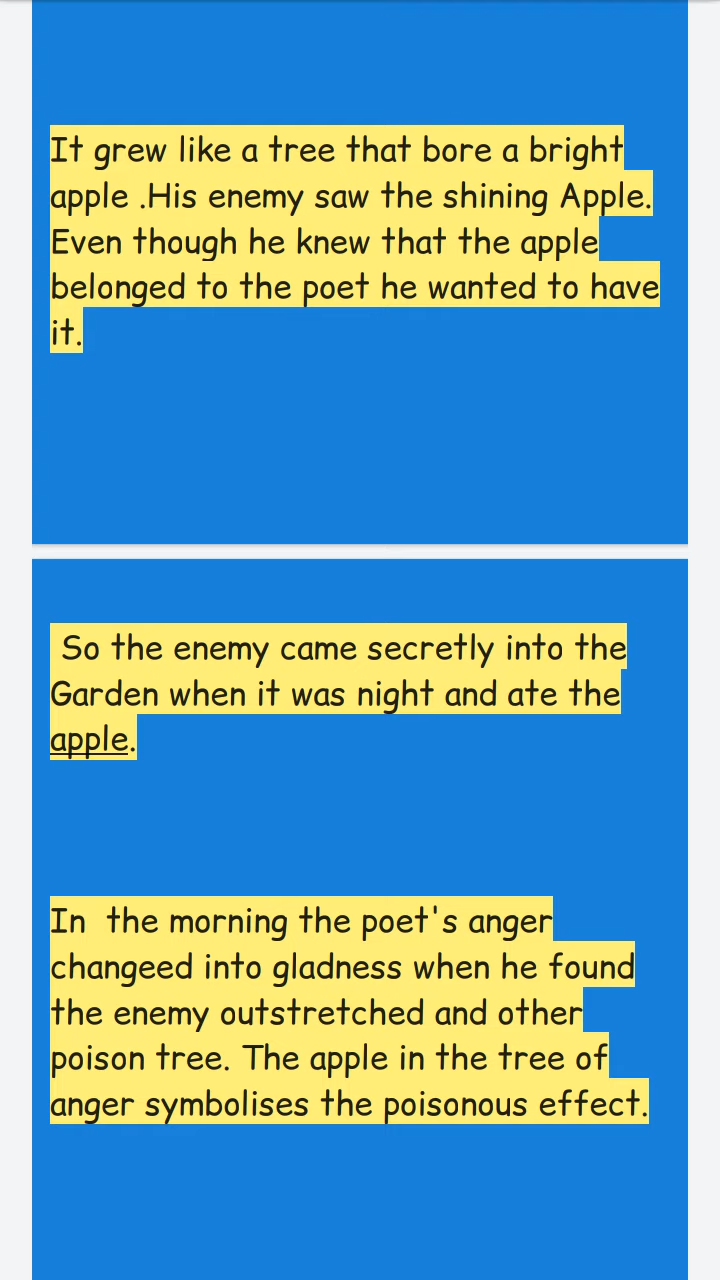 It grew like a tree that bore a bright
apple .His enemy saw the shining Apple.
Even though he knew that the apple
belonged to the poet he wanted to have
it.
So the enemy came secretly into the
Garden when it was night and ate the
apple.
In  the morning the poet's anger
changeed into gladness when he found
the enemy outstretched and other
poison tree. The apple in the tree of
anger symbolises the poisonous effect.